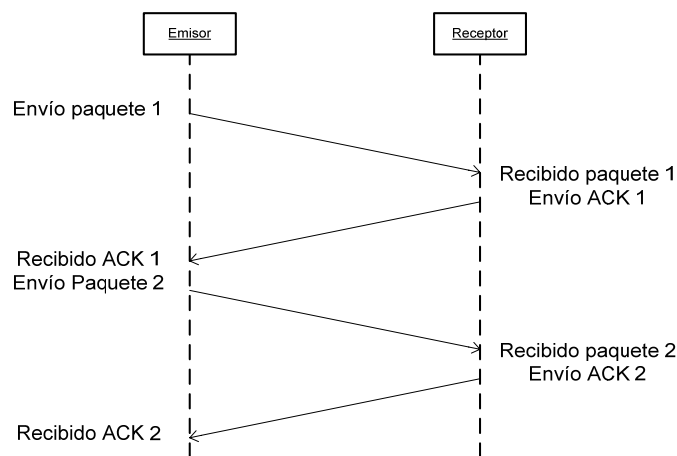 Emisor
Receptor
Envío paquete 1
Recibido paquete 1
Envío ACK 1
Recibido ACK 1
Envío Paquete 2
Recibido paquete 2
Envío ACK 2
Recibido ACK 2